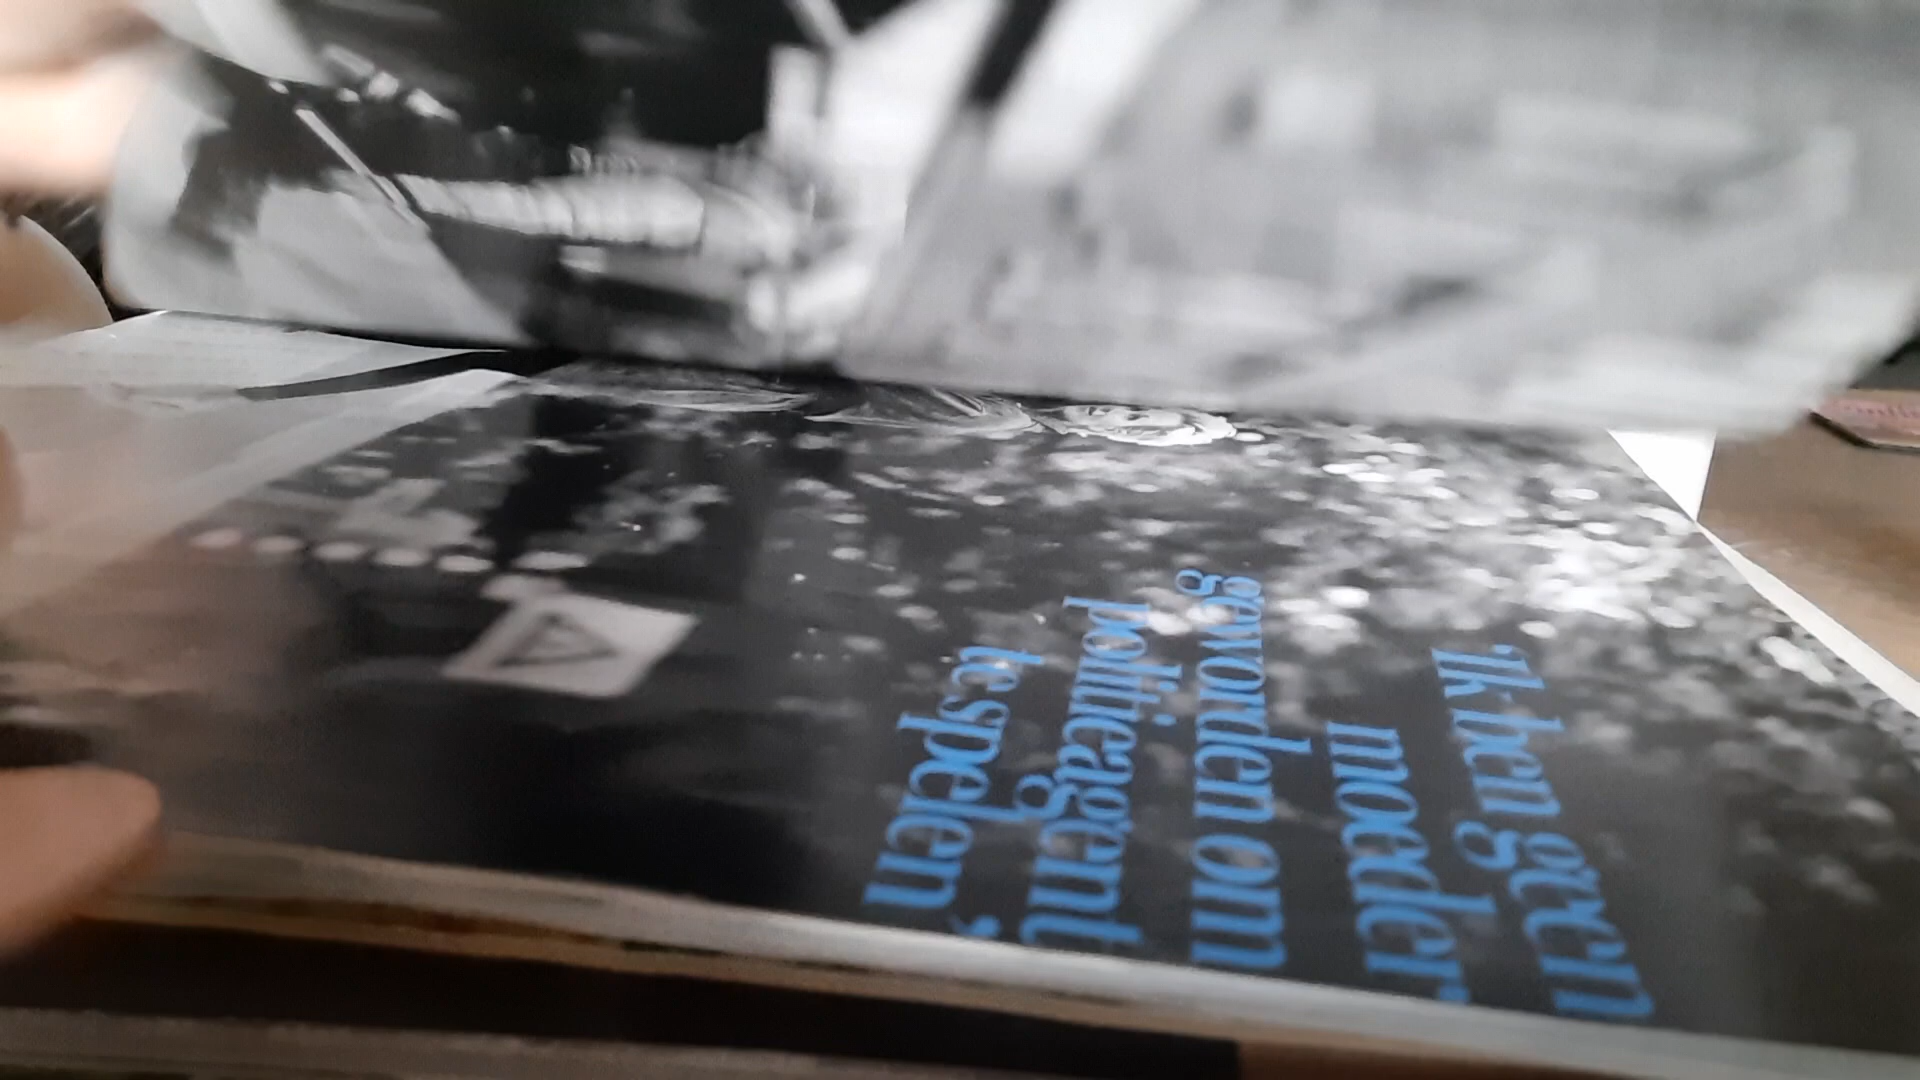 'Ik ben geen
moeder
geworden om
politieagent
te spelen'